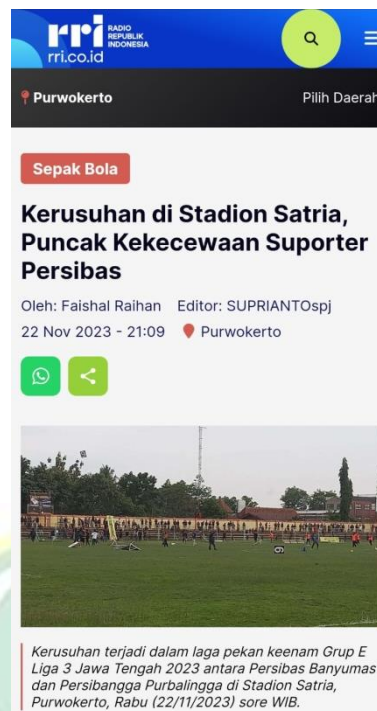 rri RADIO
REPUBLIK
INDONESIA
rri.co.id
Purwokerto
Pilih Daerah
Sepak Bola
Kerusuhan di Stadion Satria,
Puncak Kekecewaan Suporter
Persibas
Oleh: Faishal Raihan Editor: SUPRIANTOspj
22 Nov 2023 - 21:09 Purwokerto
Kerusuhan terjadi dalam laga pekan keenam Grup E
Liga 3 Jawa Tengah 2023 antara Persibas Banyumas
dan Persibangga Purbalingga di Stadion Satria,
Purwokerto, Rabu (22/11/2023) sore WIB.